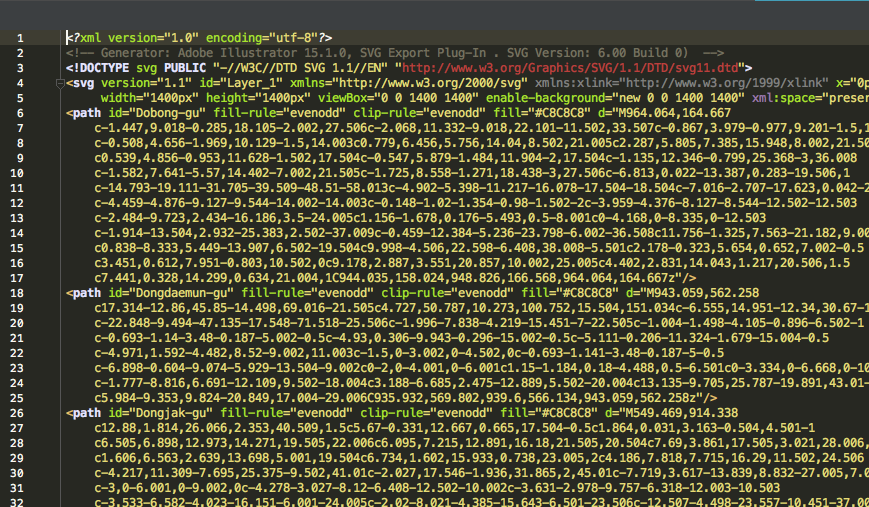 1 <?xml version="1.0" encoding="utf-8"?>
2 <!-- Generator: Adobe Illustrator 15.1.0, SVG Export Plug-In . SVG Version: 6.00 Build 0)  -->
3 <!DOCTYPE svg PUBLIC "-//W3C//DTD SVG 1.1//EN" "http://www.w3.org/Graphics/SVG/1.1/DTD/svg11.dtd">
4 <svg version="1.1" id="Layer_1" xmlns="http://www.w3.org/2000/svg" xmlns:xlink="http://www.w3.org/1999/xlink" x="0p
5 width="1400px" height="1400px" viewBox="0 0 1400 1400" enable-background="new 0 0 1400 1400" xml:space="preser
6 <path id="Dobong-gu" fill-rule="evenodd" clip-rule="evenodd" fill="#C8C8C8" d="M964.064,164.667
7 c-1.447,9.018-0.285,18.105-2.002,27.506c-2.068,11.332-9.018,22.101-11.502,33.507c-0.867,3.979-0.977,9.201-1.5,1
8 c-0.508,4.656-1.969,10.129-1.5,14.003c0.779,6.456,5.756,14.04,8.502,21.005c2.287,5.805,7.385,15.948,8.002,21.50
9 c0.539,4.856-0.953,11.628-1.502,17.504c-0.547,5.879-1.484,11.904-2,17.504c-1.135,12.346-0.799,25.368-3,36.008
10 c-1.582,7.641-5.57,14.402-7.002,21.505c-1.725,8.558-1.271,18.438-3,27.506c-6.813,0.022-13.387,0.283-19.506,1
11 c-14.793-19.111-31.705-39.509-48.51-58.013c-4.902-5.398-11.217-16.078-17.504-18.504c-7.016-2.707-17.623,0.042-2
12 c-4.459-4.876-9.127-9.544-14.002-14.003c-0.148-1.02-1.354-0.98-1.502-2c-3.959-4.376-8.127-8.544-12.502-12.503
13 c-2.484-9.723,2.434-16.186,3.5-24.005c1.156-1.678,0.176-5.493,0.5-8.001c0-4.168,0-8.335,0-12.503
14 c-1.914-13.504,2.932-25.383,2.502-37.009c-0.459-12.384-5.236-23.798-6.002-36.508c11.756-1.325,7.563-21.182,9.00
15 c0.838-8.333,5.449-13.907,6.502-19.504c9.998-4.506,22.598-6.408,38.008-5.501c2.178-0.323,5.654,0.652,7.002-0.5
16 c3.451,0.612,7.951-0.803,10.502,0c9.178,2.887,3.551,20.857,10.002,25.005c4.402,2.831,14.043,1.217,20.506,1.5
17 c7.441,0.328,14.299,0.634,21.004,1C944.035,158.024,948.826,166.568,964.064,164.667z"/>
18 <path id="Dongdaemun-gu" fill-rule="evenodd" clip-rule="evenodd" fill="#C8C8C8" d="M943.059,562.258
19 c17.314-12.86,45.85-14.498,69.016-21.505c4.727,50.787,10.273,100.752,15.504,151.034c-6.555,14.951-12.34,30.67-1
20 c-22.848-9.494-47.135-17.548-71.518-25.506c-1.996-7.838-4.219-15.451-7-22.505c-1.004-1.498-4.105-0.896-6.502-1
21 c-0.693-1.14-3.48-0.187-5.002-0.5c-4.93,0.306-9.943-0.296-15.002-0.5c-5.111-0.206-11.324-1.679-15.004-0.5
22 c-4.971,1.592-4.482,8.52-9.002,11.003c-1.5,0-3.002,0-4.502,0c-0.693-1.141-3.48-0.187-5-0.5
23 c-6.898-0.604-9.074-5.929-13.504-9.002c0-2,0-4.001,0-6.001c1.15-1.184,0.18-4.488,0.5-6.501c0-3.334,0-6.668,0-10
24 c-1.777-8.816,6.691-12.109,9.502-18.004c3.188-6.685,2.475-12.889,5.502-20.004c13.135-9.705,25.787-19.891,43.01-
25 c5.984-9.353,9.824-20.849,17.004-29.006C935.932,569.802,939.6,566.134,943.059,562.258z"/>
26 <path id="Dongjak-gu" fill-rule="evenodd" clip-rule="evenodd" fill="#C8C8C8" d="M549.469,914.338
27 c12.88,1.814,26.066,2.353,40.509,1.5c5.67-0.331,12.667,0.665,17.504-0.5c1.864,0.031,3.163-0.504,4.501-1
28 c6.505,6.898,12.973,14.271,19.505,22.006c6.095,7.215,12.891,16.18,21.505,20.504c7.69,3.861,17.505,3.021,28.006,
29 c1.606,6.563,2.639,13.698,5.001,19.504c6.734,1.602,15.933,0.738,23.005,2c4.186,7.818,7.715,16.29,11.502,24.506
30 c-4.217,11.309-7.695,25.375-9.502,41.01c-2.027,17.546-1.936,31.865,2,45.01c-7.719,3.617-13.839,8.832-27.005,7.0
31 c-3,0-6.001,0-9.002,0c-4.278-3.027-8.12-6.408-12.502-10.002c-3.631-2.978-9.757-6.318-12.003-10.503
32 c-3.533-6.582-4.023-16.151-6.001-24.005c-2.02-8.021-4.385-15.643-6.501-23.506c-12.507-4.498-23.557-10.451-37.00